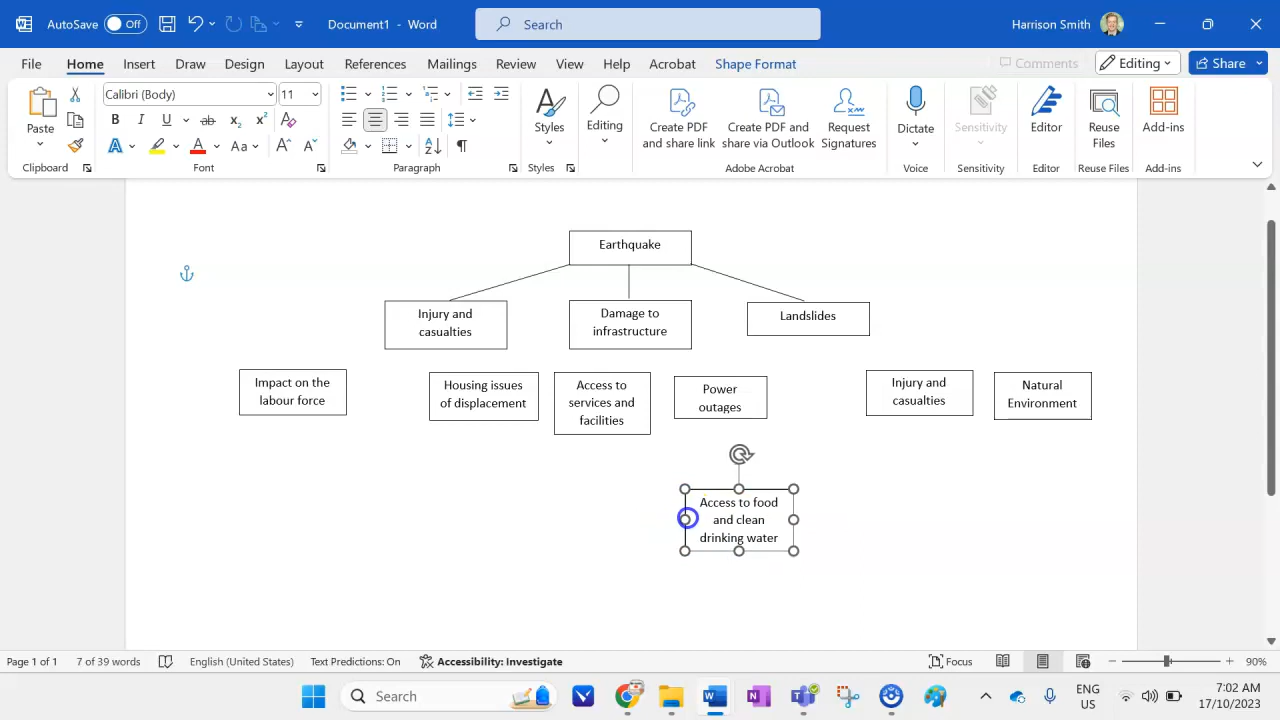 AutoSave Off Document1 - Word Search Harrison Smith
File Home Insert Draw Design Layout References Mailings Review View Help Acrobat Shape Format Comments Editing Share
Calibri (Body) 11
Paste
Styles
Editing
Create PDF and share link
Create PDF and share via Outlook
Request Signatures
Dictate
Sensitivity
Editor
Reuse Files
Add-ins
Clipboard Font Paragraph Styles Adobe Acrobat Voice Sensitivity Editor Reuse Files Add-ins
Earthquake
Injury and
casualties
Damage to
infrastructure
Landslides
Impact on the
labour force
Housing issues
of displacement
Access to
services and
facilities
Power
outages
Injury and
casualties
Natural
Environment
Access to food
and clean
drinking water
Page 1 of 1 7 of 39 words English (United States) Text Predictions: On Accessibility: Investigate Focus 90%
Search
ENG
US
7:02 AM
17/10/2023